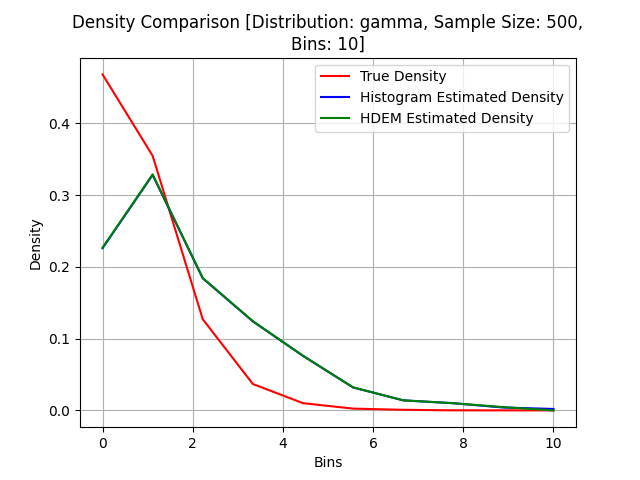 Density Comparison [Distribution: gamma, Sample Size: 500,
Bins: 10]
True Density
Histogram Estimated Density
HDEM Estimated Density
Density
0.4
0.3
0.2
0.1
0.0
0 2 4 6 8 10
Bins